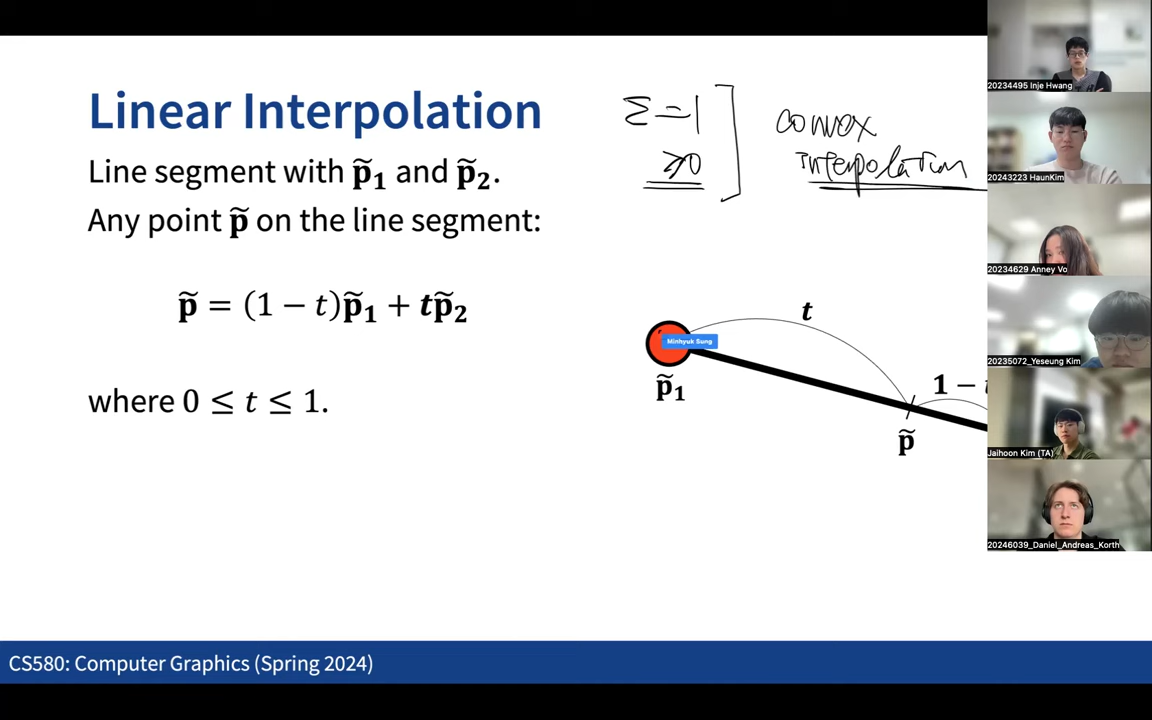 Linear Interpolation
Line segment with p̃₁ and p̃₂.
Any point p̃ on the line segment:
p̃ = (1 − t)p̃₁ + tp̃₂
where 0 ≤ t ≤ 1.
Σ=1
≥0
convex
interpolation
t
Minhyuk Sung
p̃₁
1 −
p̃
20234495 Inje Hwang
20243223 HaunKim
20234629 Anney Vo
20235072_Yeseung Kim
Jaihoon Kim (TA)
20246039_Daniel_Andreas_Korth
CS580: Computer Graphics (Spring 2024)